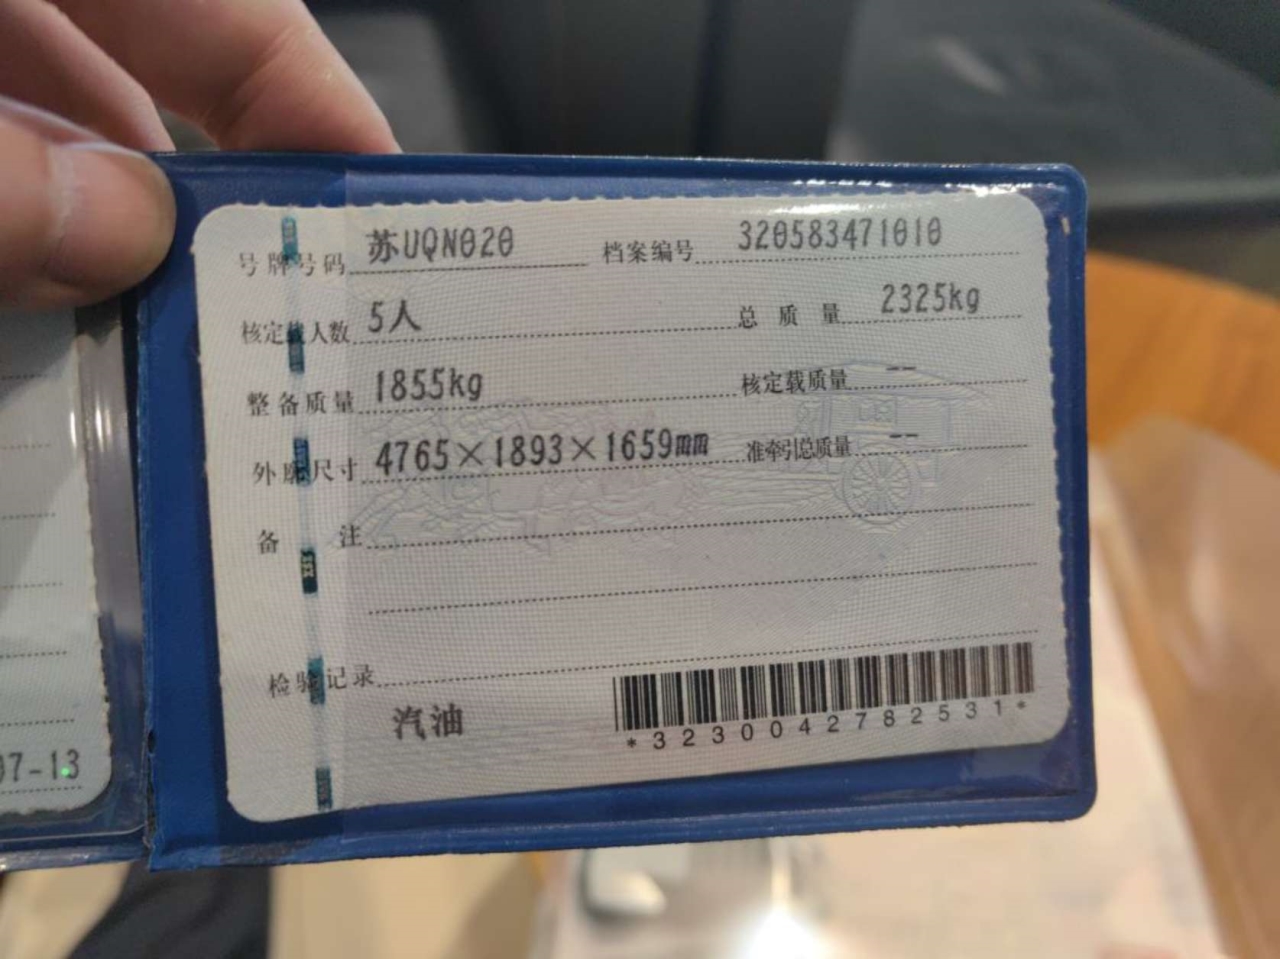 号牌号码 苏UQN020 档案编号 320583471010
核定载人数 5人 总质量 2325kg
整备质量 1855kg 核定载质量 --
外廓尺寸 4765×1893×1659mm 准牵引总质量 --
备注
检验记录
汽油
*3230042782531*
07-13